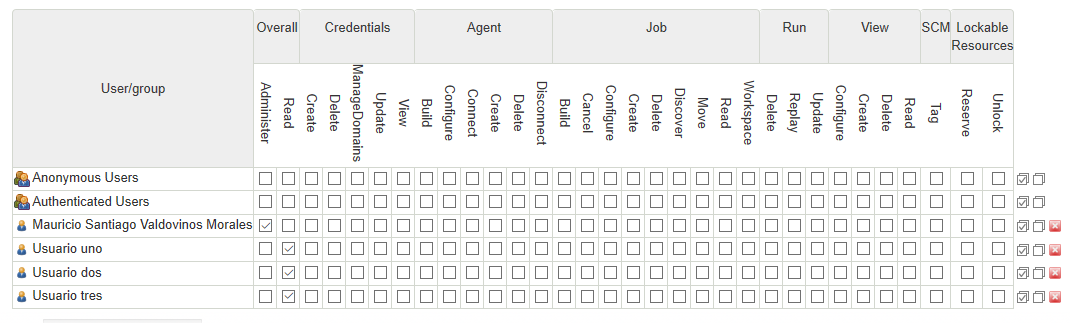 User/group Overall Credentials Agent Job Run View SCM Lockable Resources
Administer Read Create Delete ManageDomains Update View Build Configure Connect Create Delete Disconnect Build Cancel Configure Create Delete Discover Move Read Workspace Delete Replay Update Configure Create Delete Read Tag Reserve Unlock
Anonymous Users
Authenticated Users
Mauricio Santiago Valdovinos Morales
Usuario uno
Usuario dos
Usuario tres